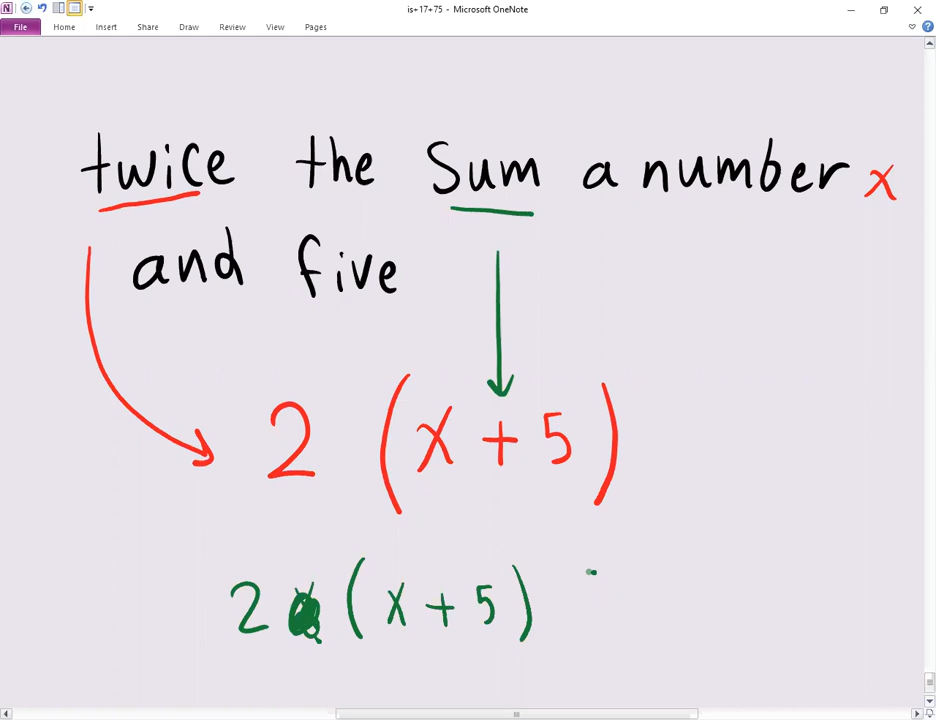 is+17+75 - Microsoft OneNote
File Home Insert Share Draw Review View Pages
twice the Sum a number x
and five
2 (x + 5)
2 (x + 5)